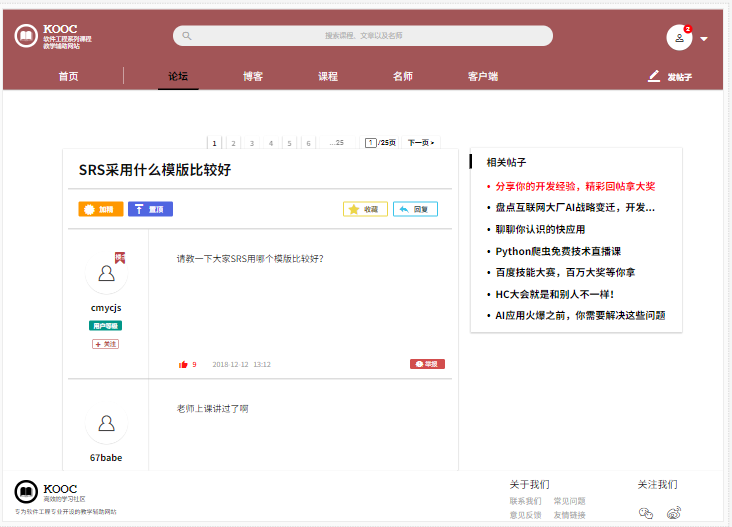 KOOC
软件工程系列课程
教学辅助网站
搜索课程、文章以及名师
2
首页 论坛 博客 课程 名师 客户端 发帖子
1 2 3 4 5 6 ...25 1 /25页 下一页 >
SRS采用什么模版比较好
加精 置顶 收藏 回复
请教一下大家SRS用哪个模版比较好？
cmycjs
用户等级
+ 关注
9 2018-12-12 13:12 举报
老师上课讲过了啊
67babe
相关帖子
• 分享你的开发经验，精彩回帖拿大奖
• 盘点互联网大厂AI战略变迁，开发...
• 聊聊你认识的快应用
• Python爬虫免费技术直播课
• 百度技能大赛，百万大奖等你拿
• HC大会就是和别人不一样！
• AI应用火爆之前，你需要解决这些问题
KOOC
高效的学习社区
专为软件工程专业开设的教学辅助网站
关于我们
联系我们 常见问题
意见反馈 友情链接
关注我们